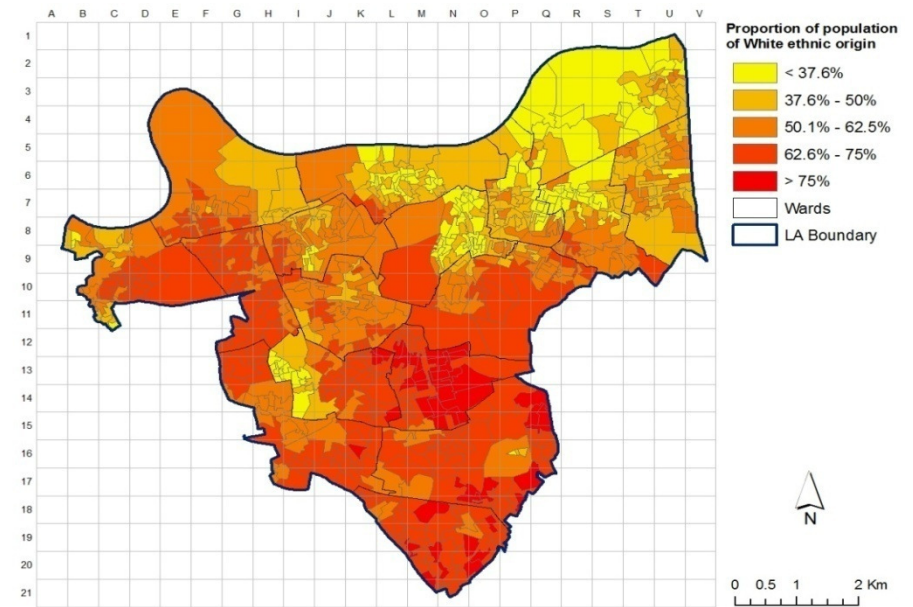 A B C D E F G H I J K L M N O P Q R S T U V
1
2
3
4
5
6
7
8
9
10
11
12
13
14
15
16
17
18
19
20
21
Proportion of population
of White ethnic origin
< 37.6%
37.6% - 50%
50.1% - 62.5%
62.6% - 75%
> 75%
Wards
LA Boundary
N
0 0.5 1 2 Km